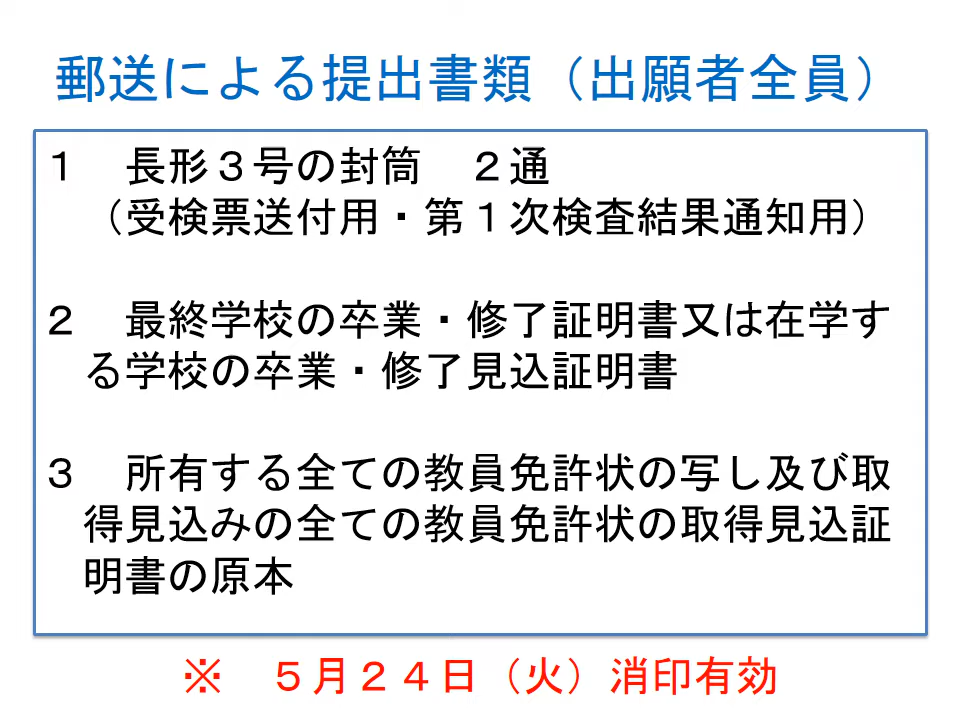 郵送による提出書類（出願者全員）
１　長形３号の封筒　２通
（受検票送付用・第１次検査結果通知用）
２　最終学校の卒業・修了証明書又は在学す
る学校の卒業・修了見込証明書
３　所有する全ての教員免許状の写し及び取
得見込みの全ての教員免許状の取得見込証
明書の原本
※　５月２４日（火）消印有効